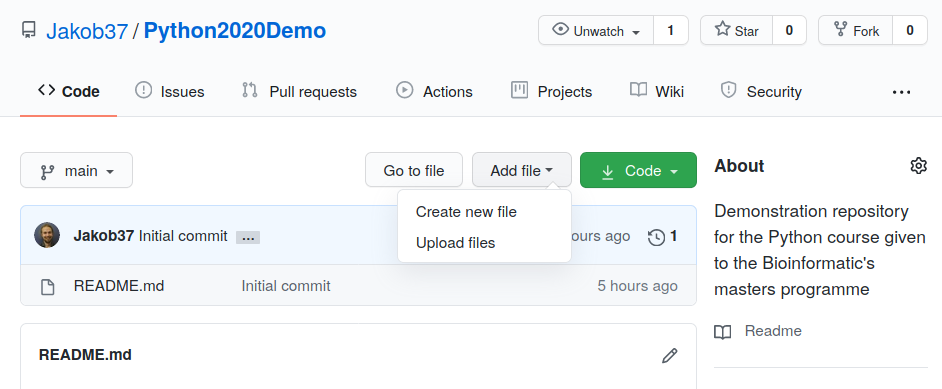 Jakob37 / Python2020Demo
Unwatch 1 Star 0 Fork 0
Code Issues Pull requests Actions Projects Wiki Security ...
main Go to file Add file Code
Create new file
Upload files
Jakob37 Initial commit ... ours ago 1
README.md Initial commit 5 hours ago
README.md
About
Demonstration repository
for the Python course given
to the Bioinformatic's
masters programme
Readme